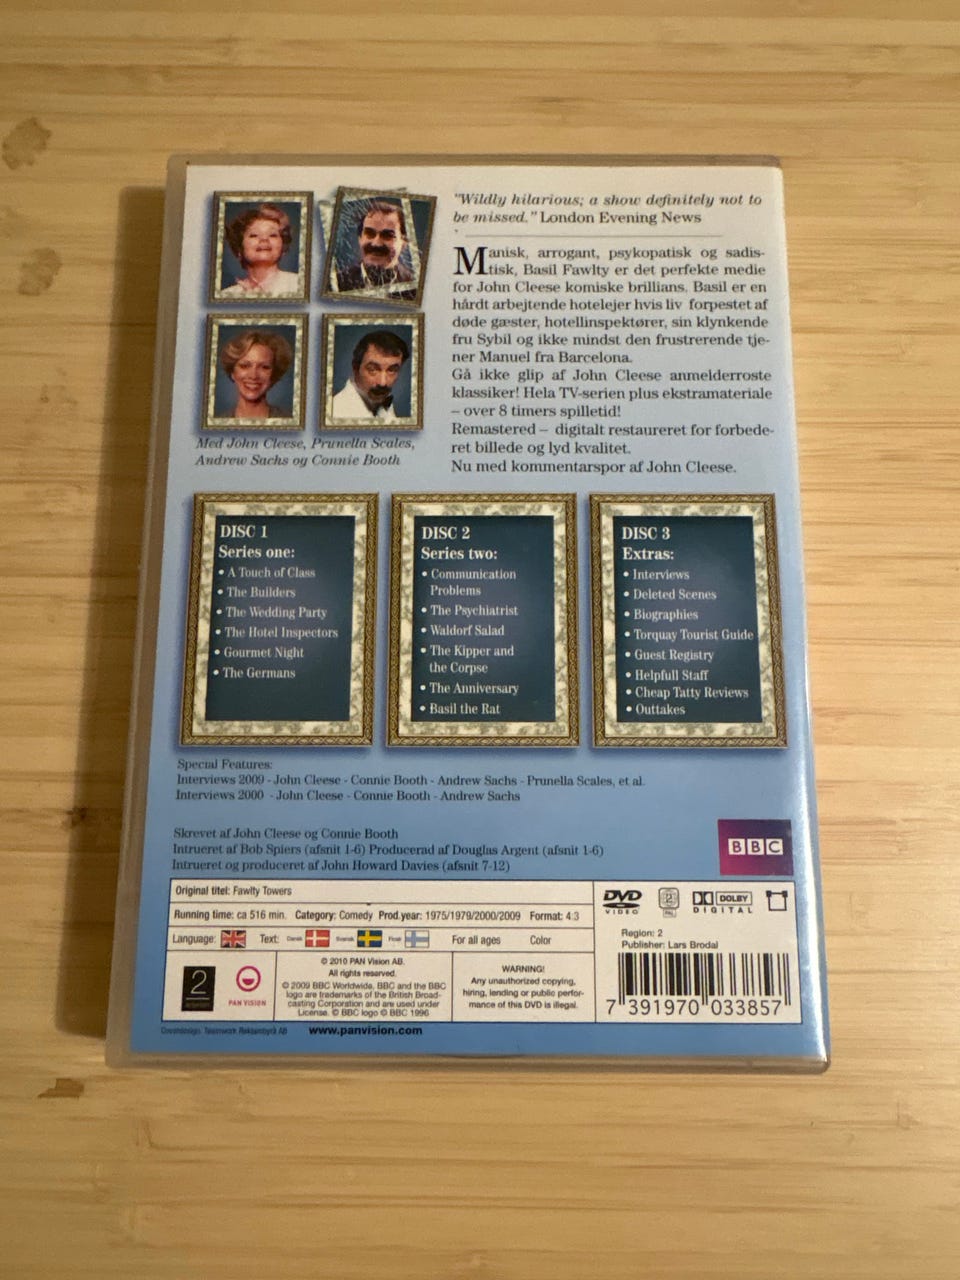 "Wildly hilarious; a show definitely not to
be missed." London Evening News
Manisk, arrogant, psykopatisk og sadis-
tisk, Basil Fawlty er det perfekte medie
for John Cleese komiske brillians. Basil er en
hårdt arbejtende hotelejer hvis liv forpestet af
døde gæster, hotellinspektører, sin klynkende
fru Sybil og ikke mindst den frustrerende tje-
ner Manuel fra Barcelona.
Gå ikke glip af John Cleese anmelderroste
klassiker! Hela TV-serien plus ekstramateriale
– over 8 timers spilletid!
Remastered – digitalt restaureret for forbede-
ret billede og lyd kvalitet.
Nu med kommentarspor af John Cleese.
Med John Cleese, Prunella Scales,
Andrew Sachs og Connie Booth
DISC 1
Series one:
• A Touch of Class
• The Builders
• The Wedding Party
• The Hotel Inspectors
• Gourmet Night
• The Germans
DISC 2
Series two:
• Communication
Problems
• The Psychiatrist
• Waldorf Salad
• The Kipper and
the Corpse
• The Anniversary
• Basil the Rat
DISC 3
Extras:
• Interviews
• Deleted Scenes
• Biographies
• Torquay Tourist Guide
• Guest Registry
• Helpfull Staff
• Cheap Tatty Reviews
• Outtakes
Special Features:
Interviews 2009 - John Cleese - Connie Booth - Andrew Sachs - Prunella Scales, et al.
Interviews 2000 - John Cleese - Connie Booth - Andrew Sachs
Skrevet af John Cleese og Connie Booth
Intrueret af Bob Spiers (afsnit 1-6) Producerad af Douglas Argent (afsnit 1-6)
Intrueret og produceret af John Howard Davies (afsnit 7-12)
BBC
Original titel: Fawlty Towers
Running time: ca 516 min. Category: Comedy Prod.year: 1975/1979/2000/2009 Format: 4:3
Language: Text: Dansk Svensk Finsk For all ages Color
DVD
VIDEO
2
PAL
DOLBY
DIGITAL
Region: 2
Publisher: Lars Brodal
2
PAN VISION
© 2010 PAN Vision AB.
All rights reserved.
© 2009 BBC Worldwide, BBC and the BBC
logo are trademarks of the British Broad-
casting Corporation and are used under
License. © BBC logo © BBC 1996
WARNING!
Any unauthorized copying,
hiring, lending or public perfor-
mance of this DVD is illegal.
7 391970 033857
Coverdesign: Teamwork Reklambyrå AB
www.panvision.com